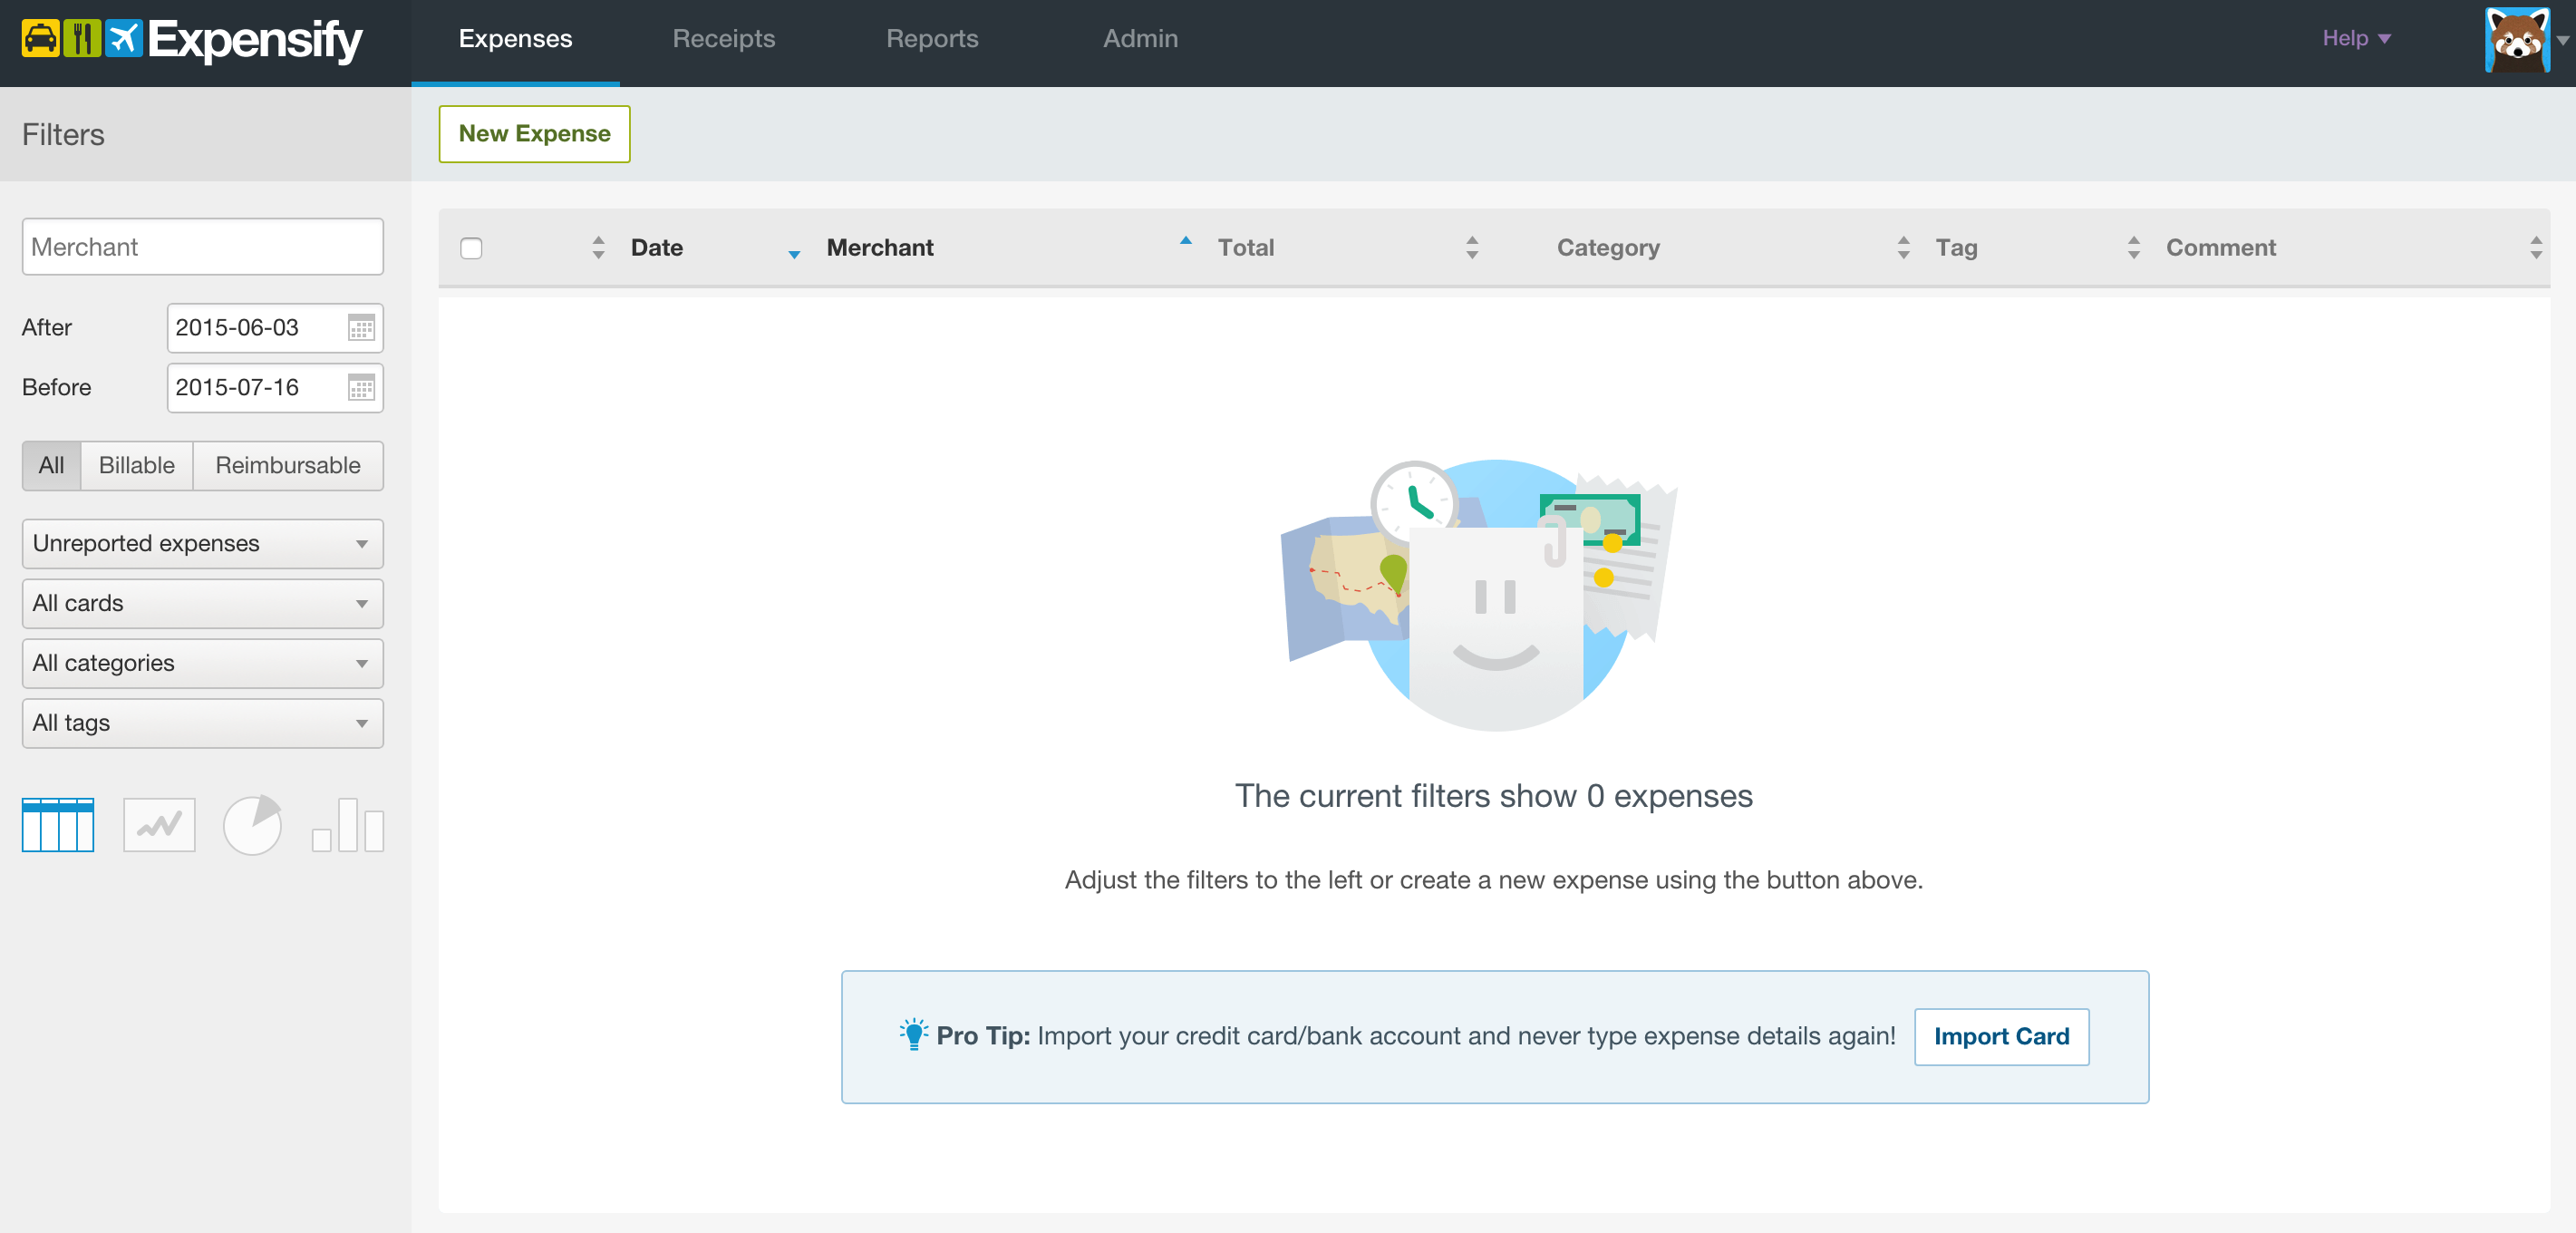 Expensify
Expenses
Receipts
Reports
Admin
Help
Filters
New Expense
Merchant
After
2015-06-03
Before
2015-07-16
All
Billable
Reimbursable
Unreported expenses
All cards
All categories
All tags
Date
Merchant
Total
Category
Tag
Comment
The current filters show 0 expenses
Adjust the filters to the left or create a new expense using the button above.
Pro Tip: Import your credit card/bank account and never type expense details again!
Import Card